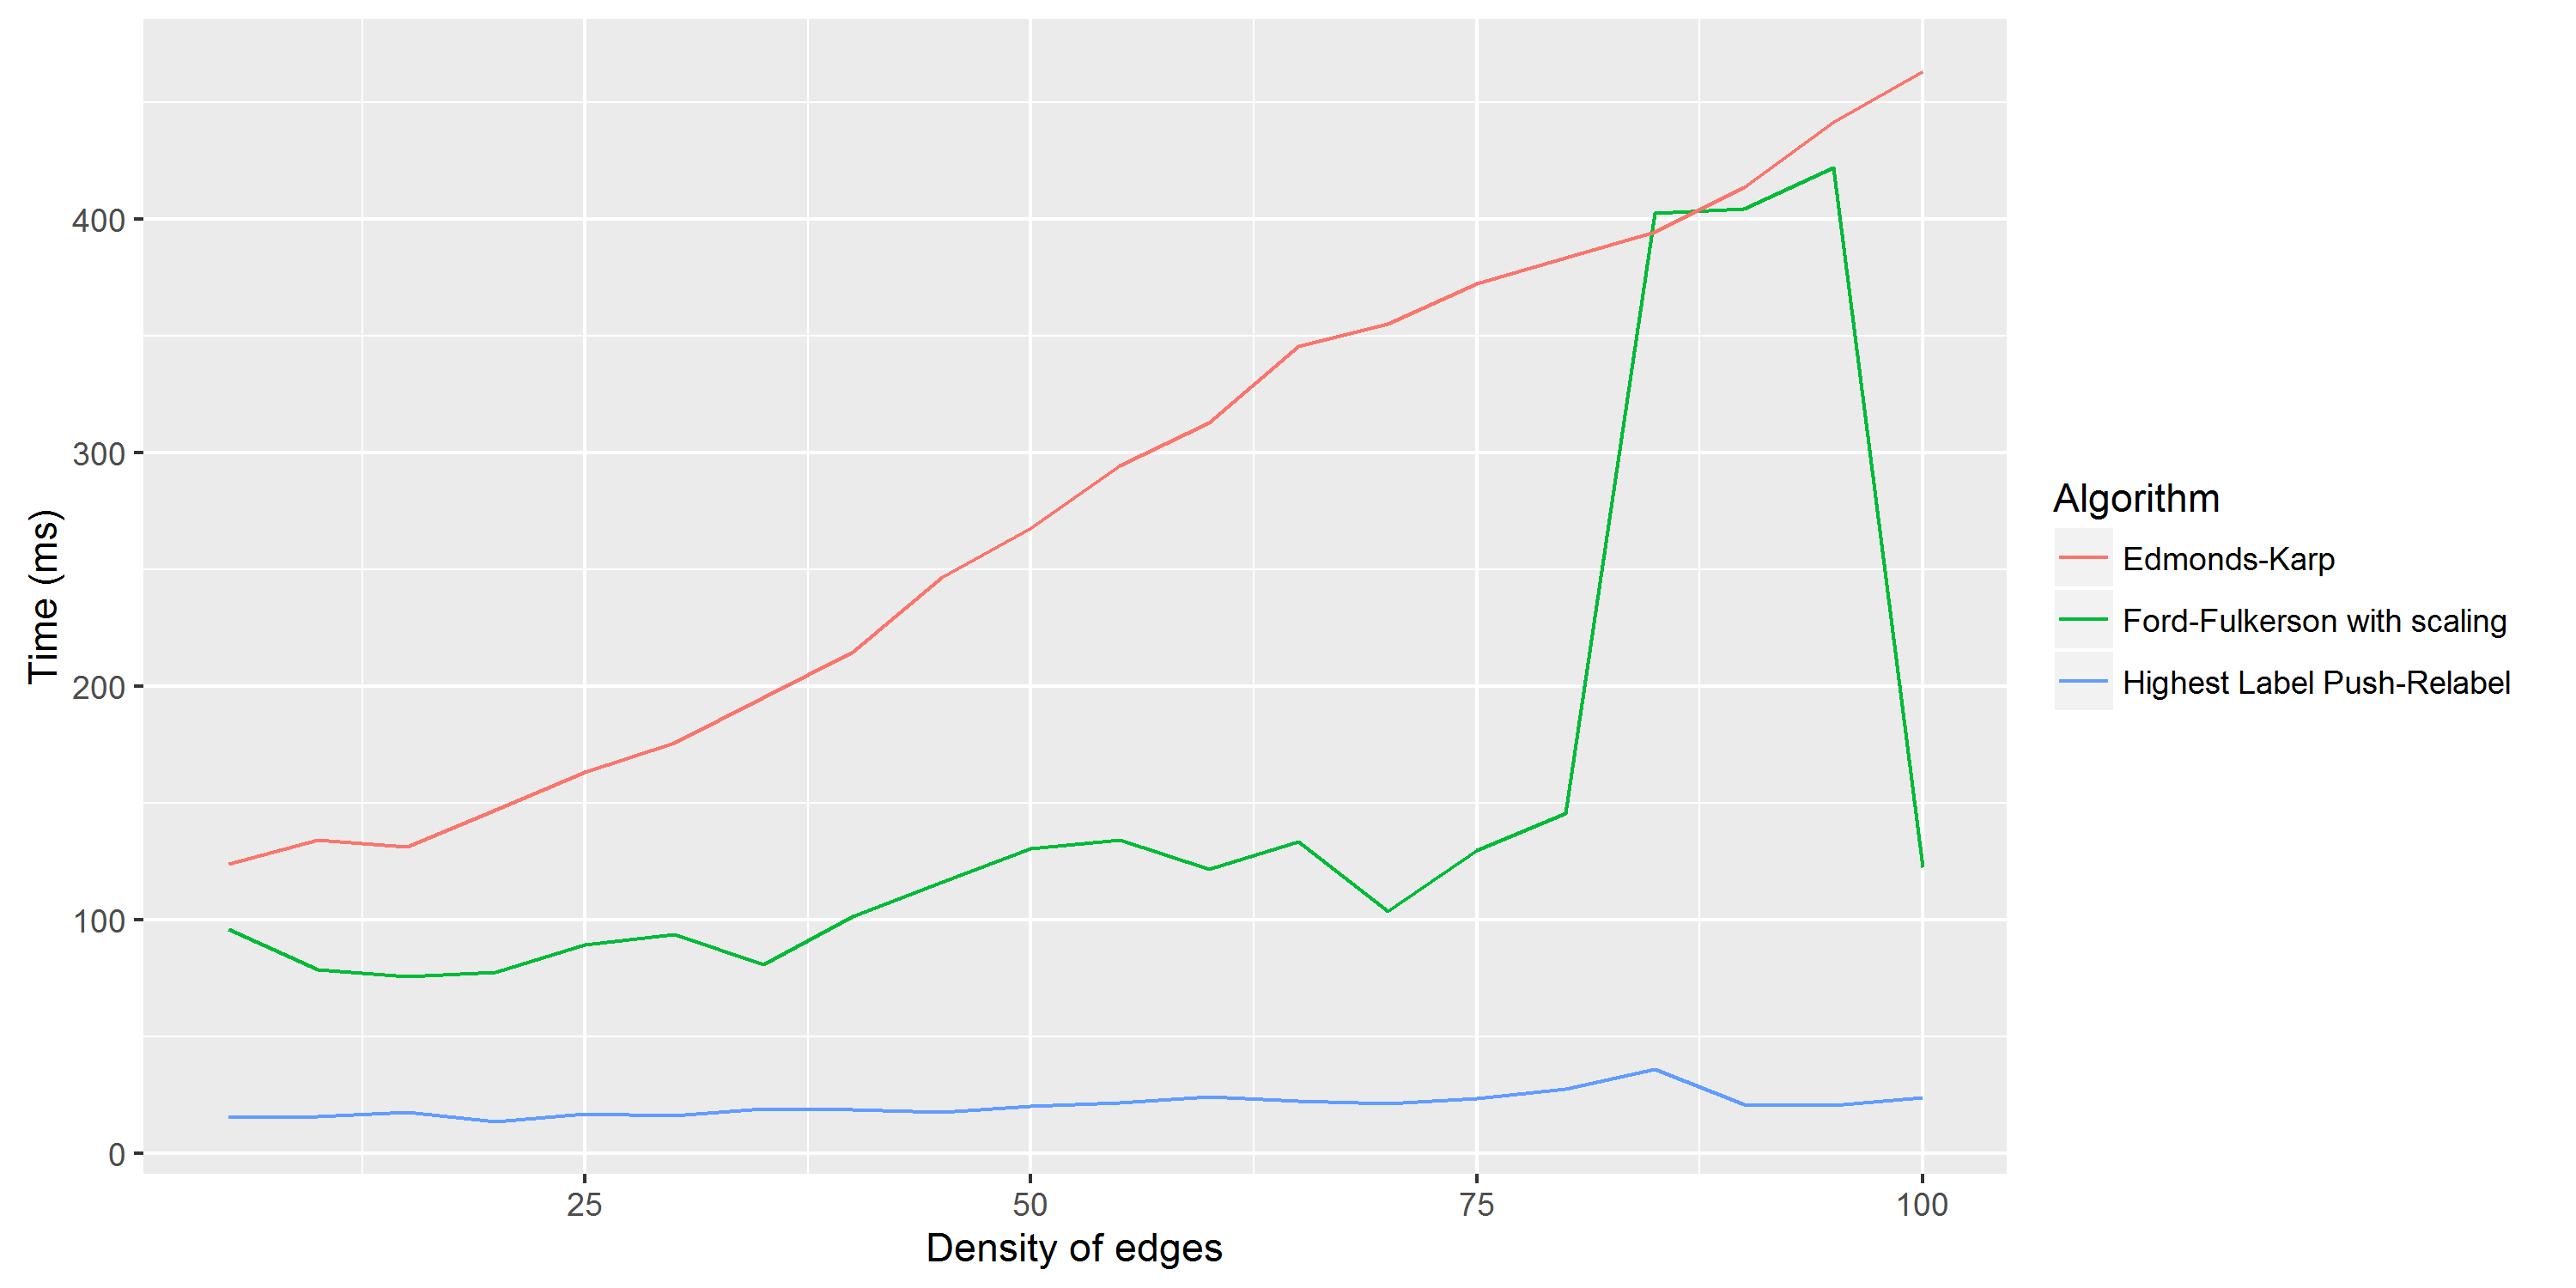 400
300
200
100
0
Time (ms)
25 50 75 100
Density of edges
Algorithm
Edmonds-Karp
Ford-Fulkerson with scaling
Highest Label Push-Relabel